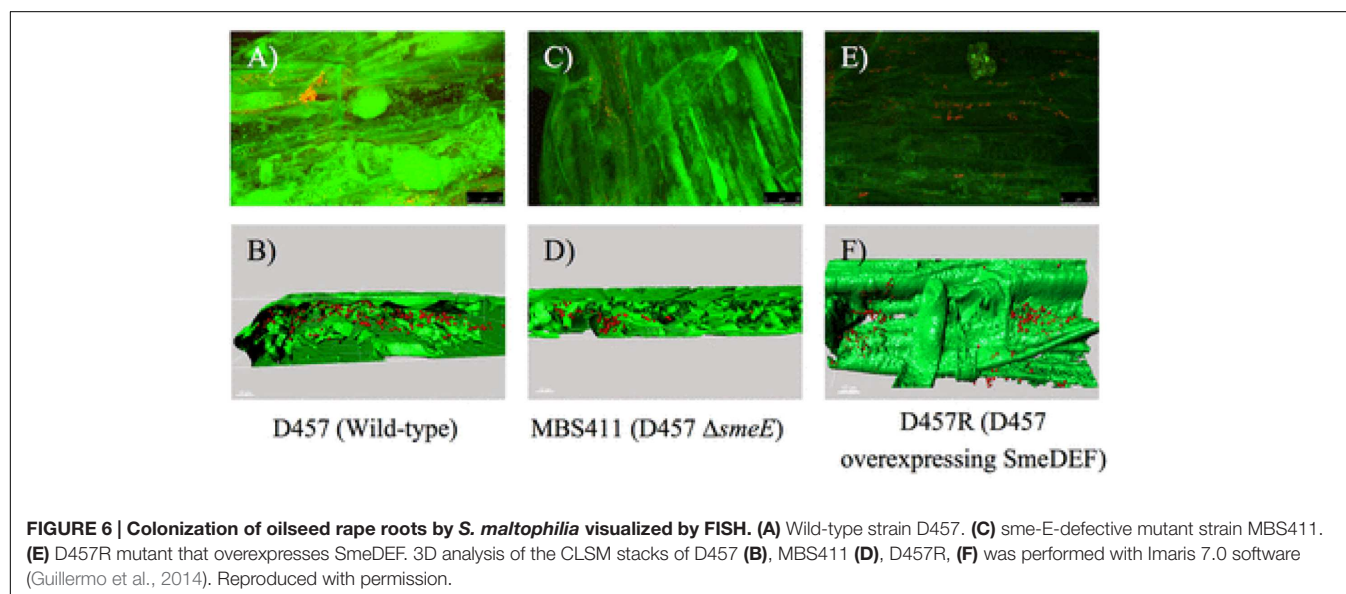 A)
C)
E)
B)
D)
F)
D457 (Wild-type)
MBS411 (D457 ΔsmeE)
D457R (D457
overexpressing SmeDEF)
FIGURE 6 | Colonization of oilseed rape roots by S. maltophilia visualized by FISH. (A) Wild-type strain D457. (C) sme-E-defective mutant strain MBS411.
(E) D457R mutant that overexpresses SmeDEF. 3D analysis of the CLSM stacks of D457 (B), MBS411 (D), D457R, (F) was performed with Imaris 7.0 software
(Guillermo et al., 2014). Reproduced with permission.